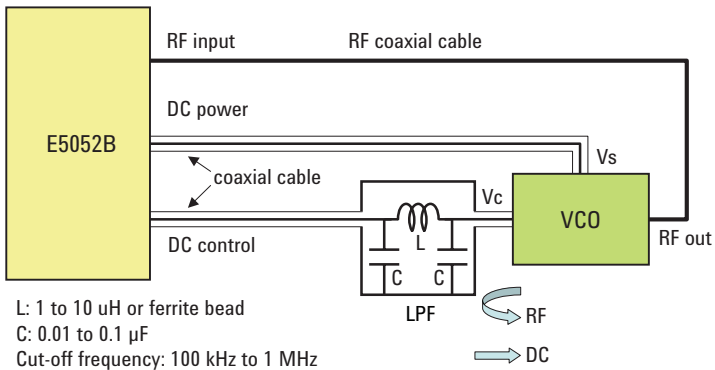 RF input
RF coaxial cable
DC power
E5052B
coaxial cable
Vs
Vc
VCO
L
DC control
RF out
C
C
L: 1 to 10 uH or ferrite bead
LPF
RF
C: 0.01 to 0.1 µF
Cut-off frequency: 100 kHz to 1 MHz
DC